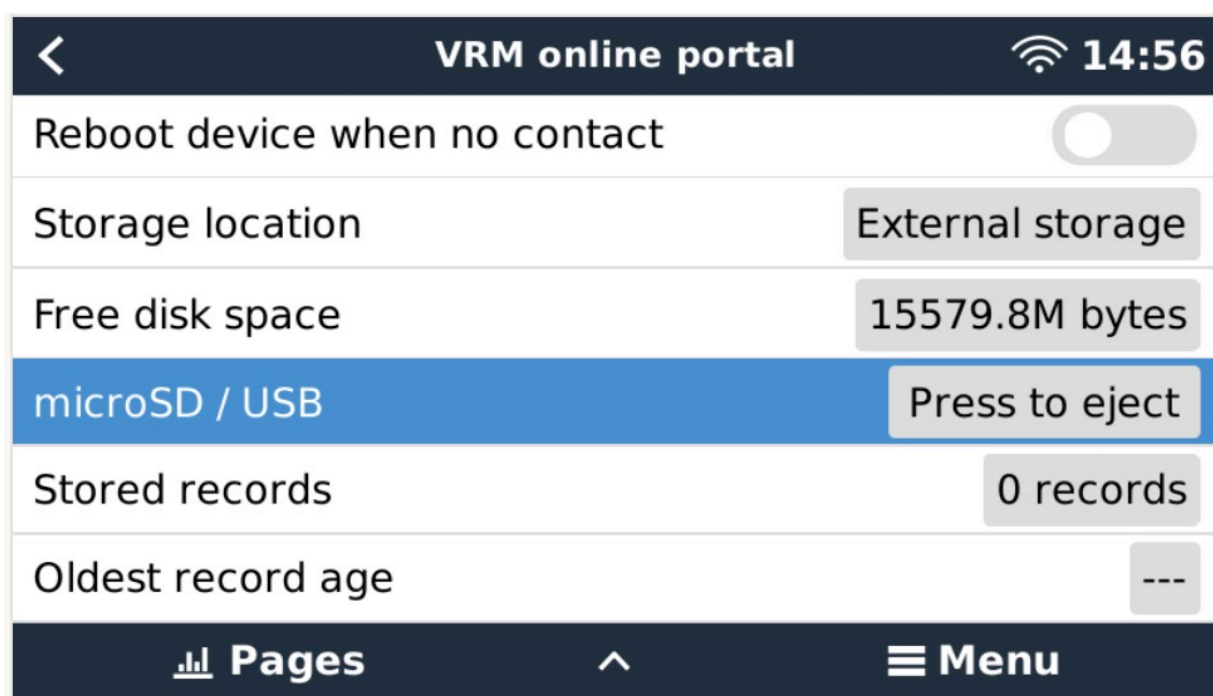 VRM online portal 14:56
Reboot device when no contact
Storage location External storage
Free disk space 15579.8M bytes
microSD / USB Press to eject
Stored records 0 records
Oldest record age ---
Pages Menu